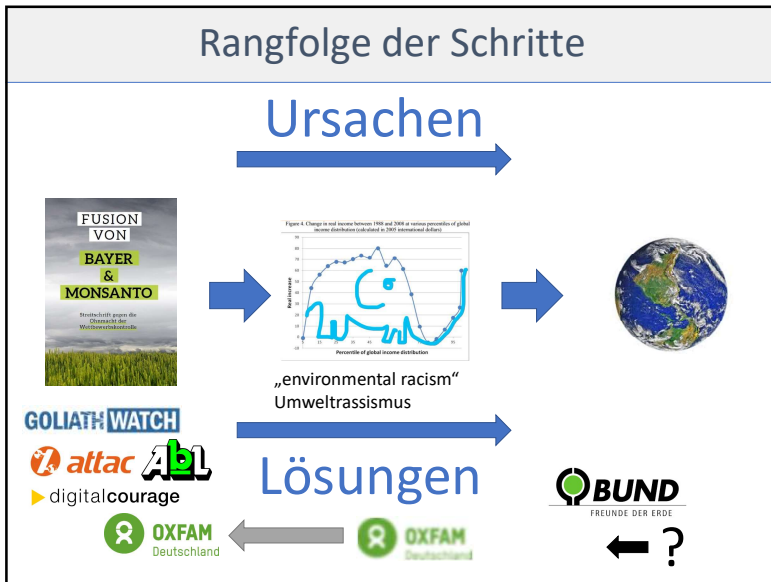 Rangfolge der Schritte
Ursachen
FUSION
VON
BAYER
&
MONSANTO
Streitschrift gegen die
Ohnmacht der
Wettbewerbskontrolle
Figure 4. Change in real income between 1988 and 2008 at various percentiles of global
income distribution (calculated in 2005 international dollars)
Real increase
Percentile of global income distribution
„environmental racism“
Umweltrassismus
GOLIATHWATCH
attac AbL
digitalcourage
Lösungen
OXFAM
Deutschland
OXFAM
Deutschland
BUND
FREUNDE DER ERDE
?